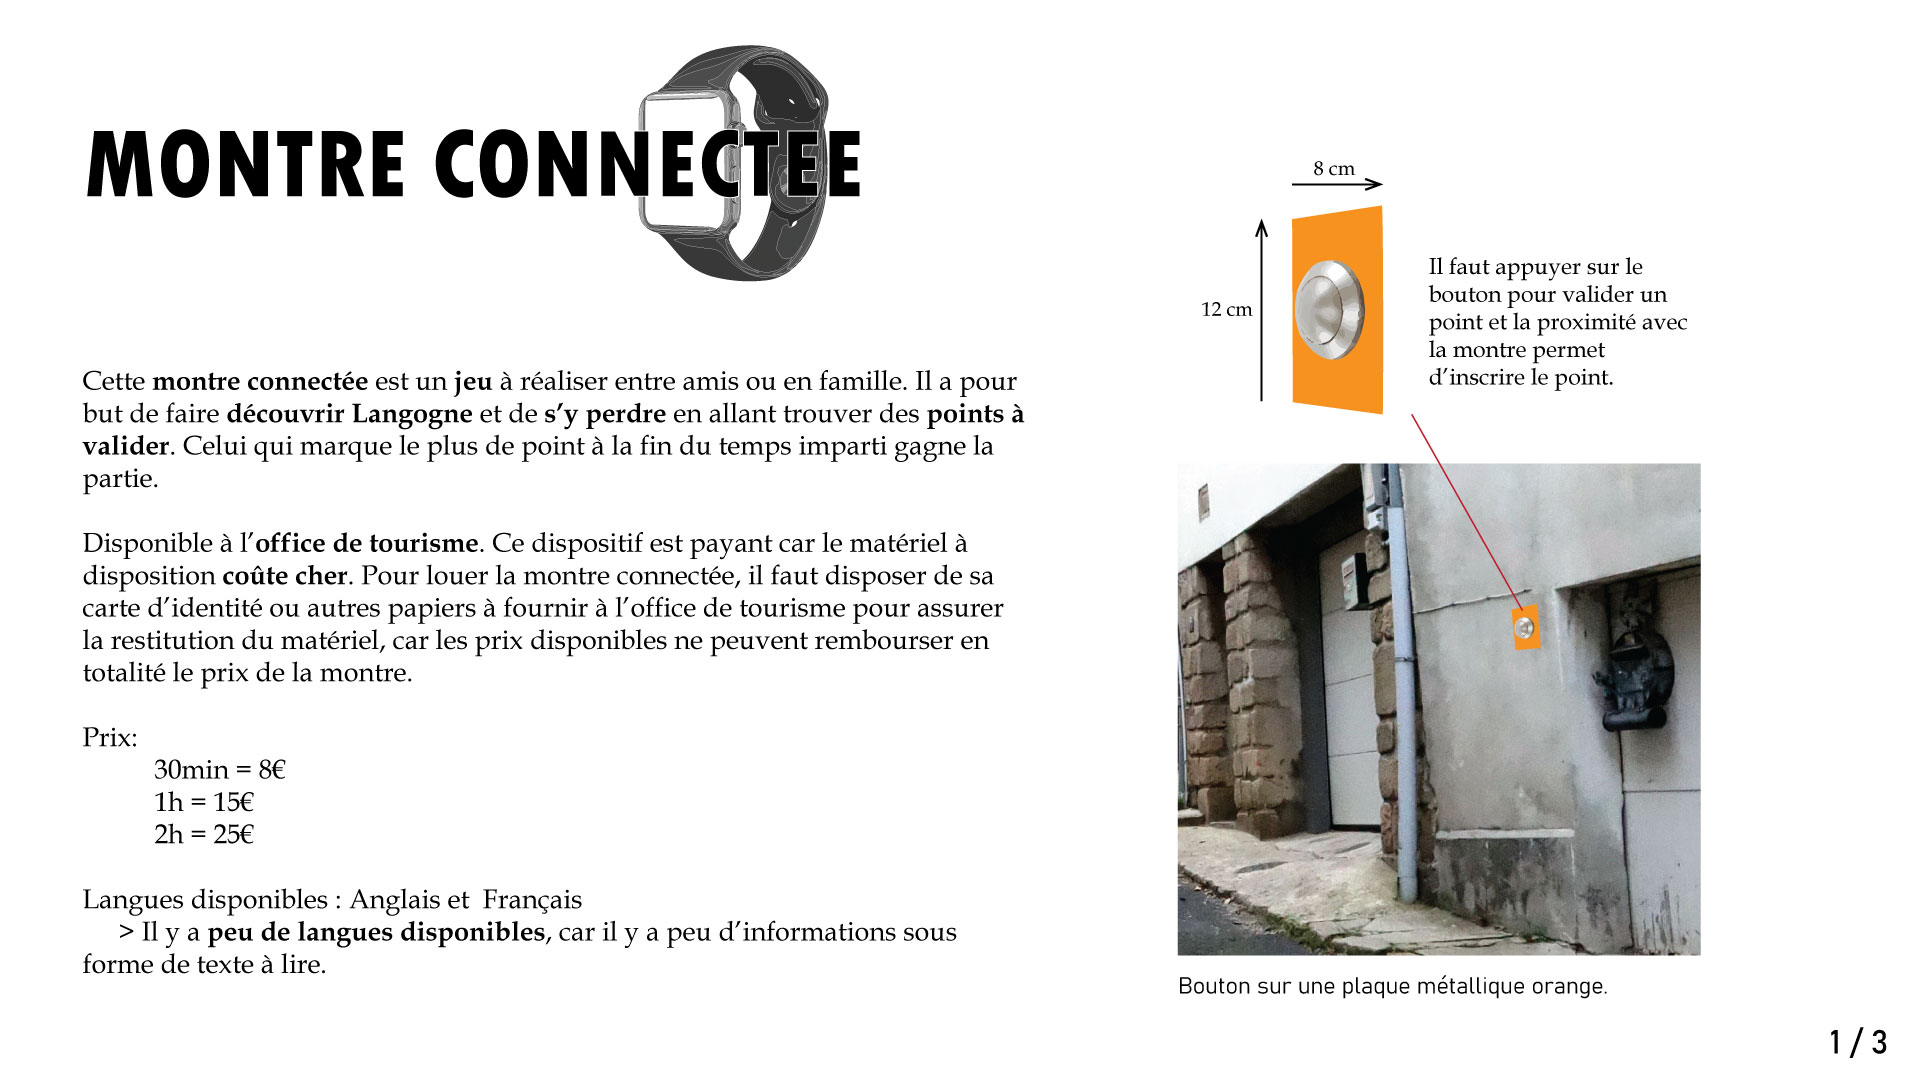 MONTRE CONNECTEE
Cette montre connectée est un jeu à réaliser entre amis ou en famille. Il a pour
but de faire découvrir Langogne et de s’y perdre en allant trouver des points à
valider. Celui qui marque le plus de point à la fin du temps imparti gagne la
partie.
Disponible à l’office de tourisme. Ce dispositif est payant car le matériel à
disposition coûte cher. Pour louer la montre connectée, il faut disposer de sa
carte d’identité ou autres papiers à fournir à l’office de tourisme pour assurer
la restitution du matériel, car les prix disponibles ne peuvent rembourser en
totalité le prix de la montre.
Prix:
30min = 8€
1h = 15€
2h = 25€
Langues disponibles : Anglais et  Français
> Il y a peu de langues disponibles, car il y a peu d’informations sous
forme de texte à lire.
8 cm
12 cm
Il faut appuyer sur le
bouton pour valider un
point et la proximité avec
la montre permet
d’inscrire le point.
Bouton sur une plaque métallique orange.
1 / 3